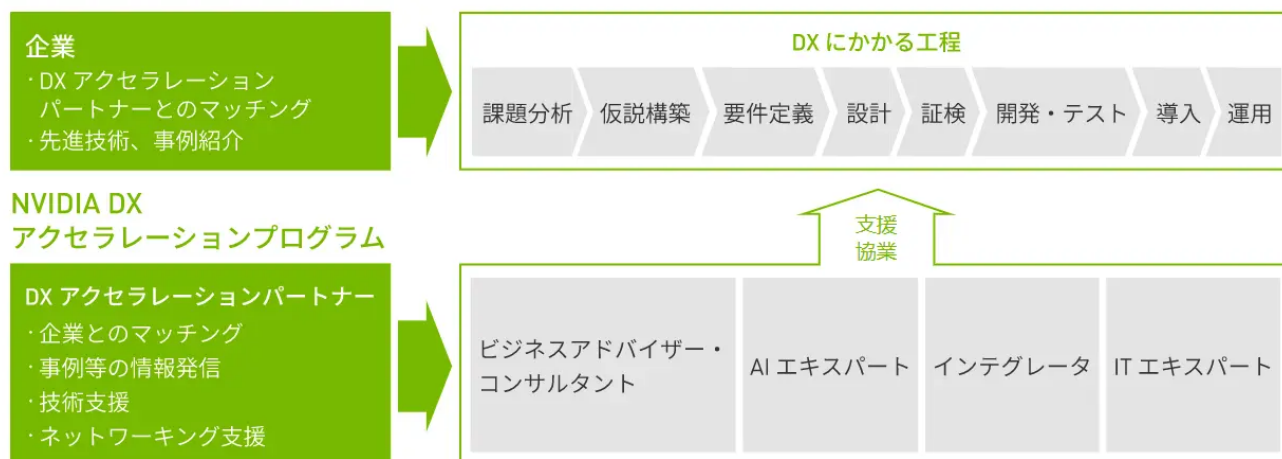 企業
・DX アクセラレーション
パートナーとのマッチング
・先進技術、事例紹介
DX にかかる工程
課題分析
仮説構築
要件定義
設計
証検
開発・テスト
導入
運用
NVIDIA DX
アクセラレーションプログラム
支援
協業
DX アクセラレーションパートナー
・企業とのマッチング
・事例等の情報発信
・技術支援
・ネットワーキング支援
ビジネスアドバイザー・
コンサルタント
AI エキスパート
インテグレータ
IT エキスパート